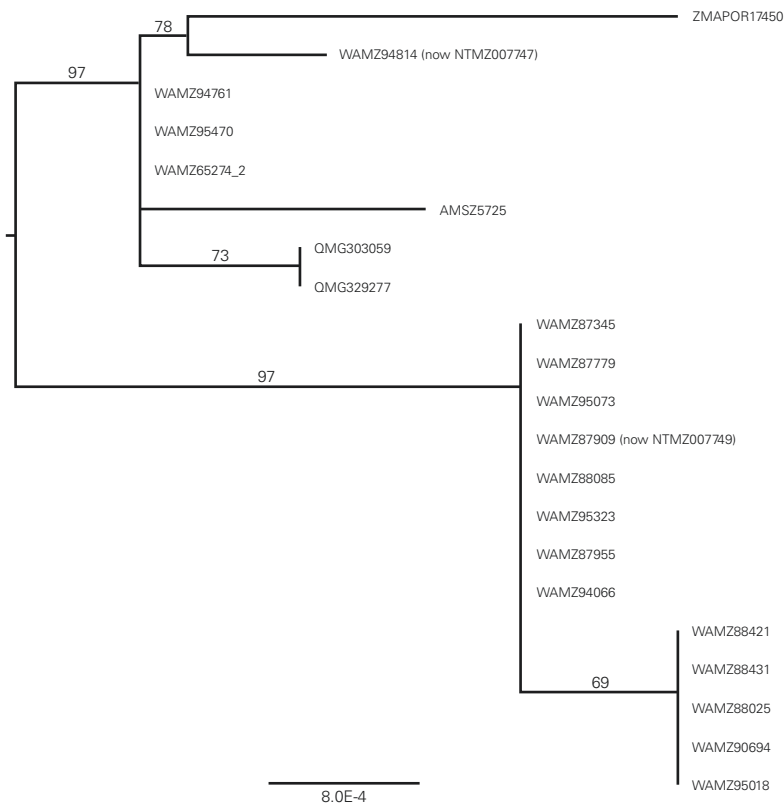 ZMAPOR17450
78
WAMZ94814 (now NTMZ007747)
97
WAMZ94761
WAMZ95470
WAMZ65274_2
AMSZ5725
73
QMG303059
QMG329277
WAMZ87345
WAMZ87779
97
WAMZ95073
WAMZ87909 (now NTMZ007749)
WAMZ88085
WAMZ95323
WAMZ87955
WAMZ94066
WAMZ88421
WAMZ88431
69
WAMZ88025
WAMZ90694
WAMZ95018
8.0E-4